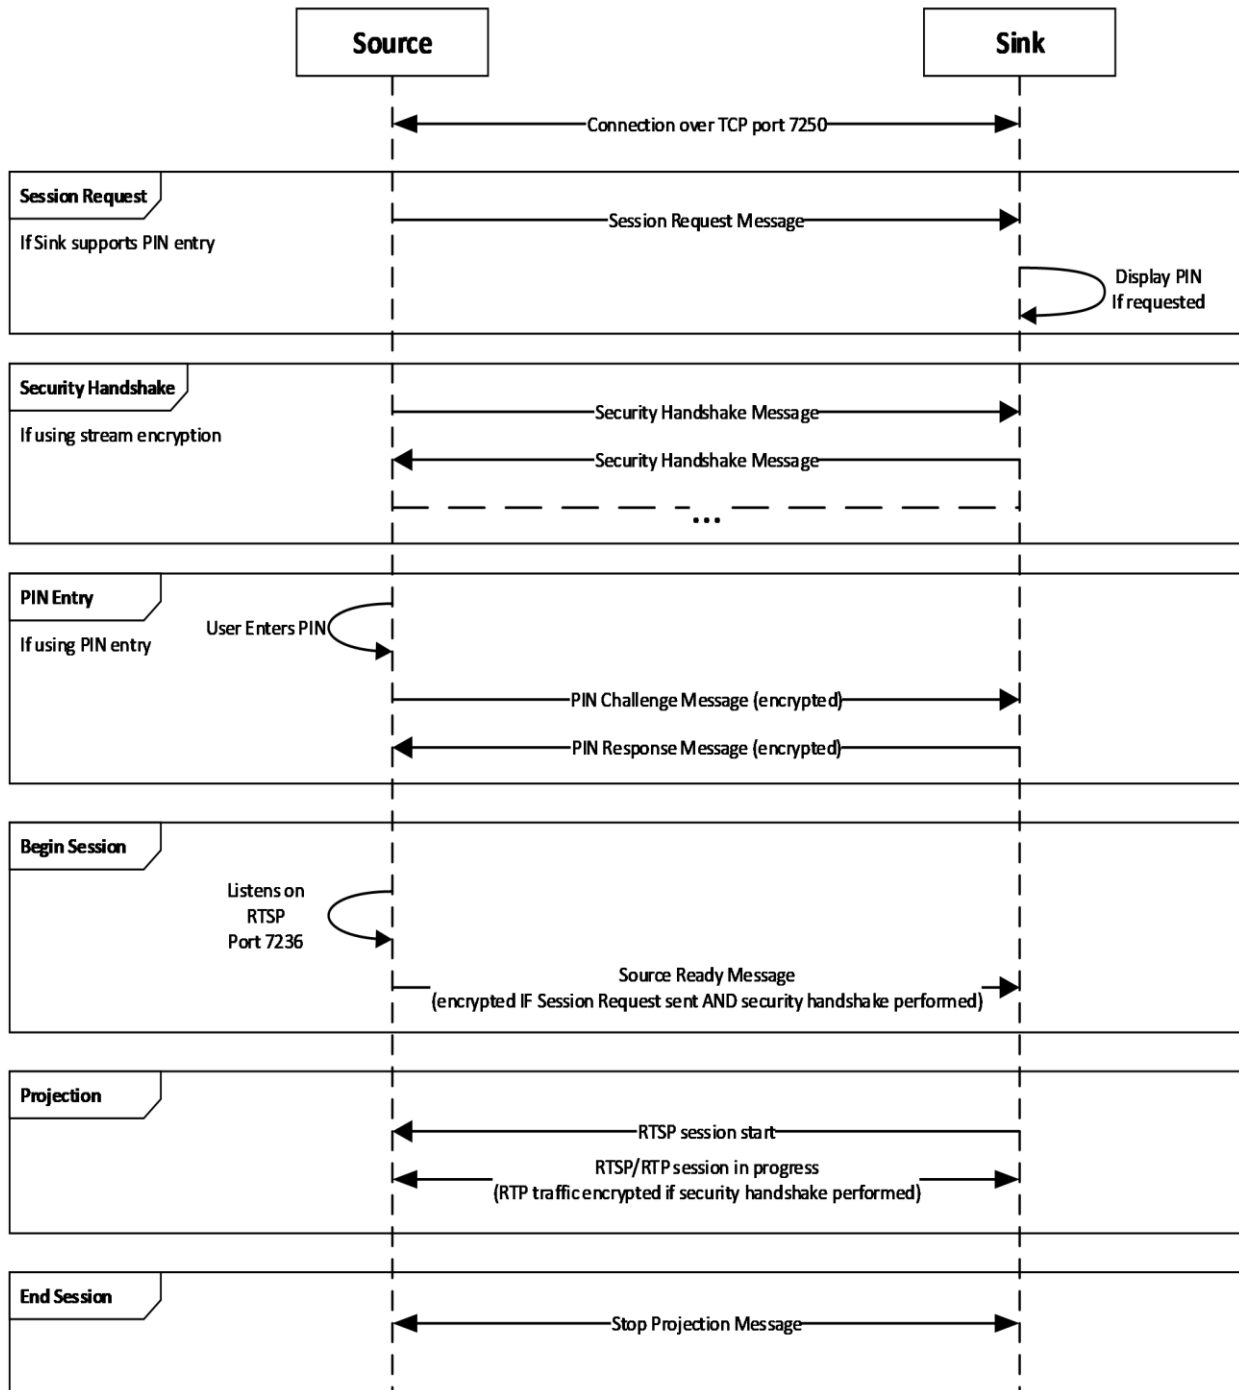 Source
Sink
Connection over TCP port 7250
Session Request
If Sink supports PIN entry
Session Request Message
Display PIN
If requested
Security Handshake
If using stream encryption
Security Handshake Message
Security Handshake Message
...
PIN Entry
If using PIN entry
User Enters PIN
PIN Challenge Message (encrypted)
PIN Response Message (encrypted)
Begin Session
Listens on
RTSP
Port 7236
Source Ready Message
(encrypted IF Session Request sent AND security handshake performed)
Projection
RTSP session start
RTSP/RTP session in progress
(RTP traffic encrypted if security handshake performed)
End Session
Stop Projection Message